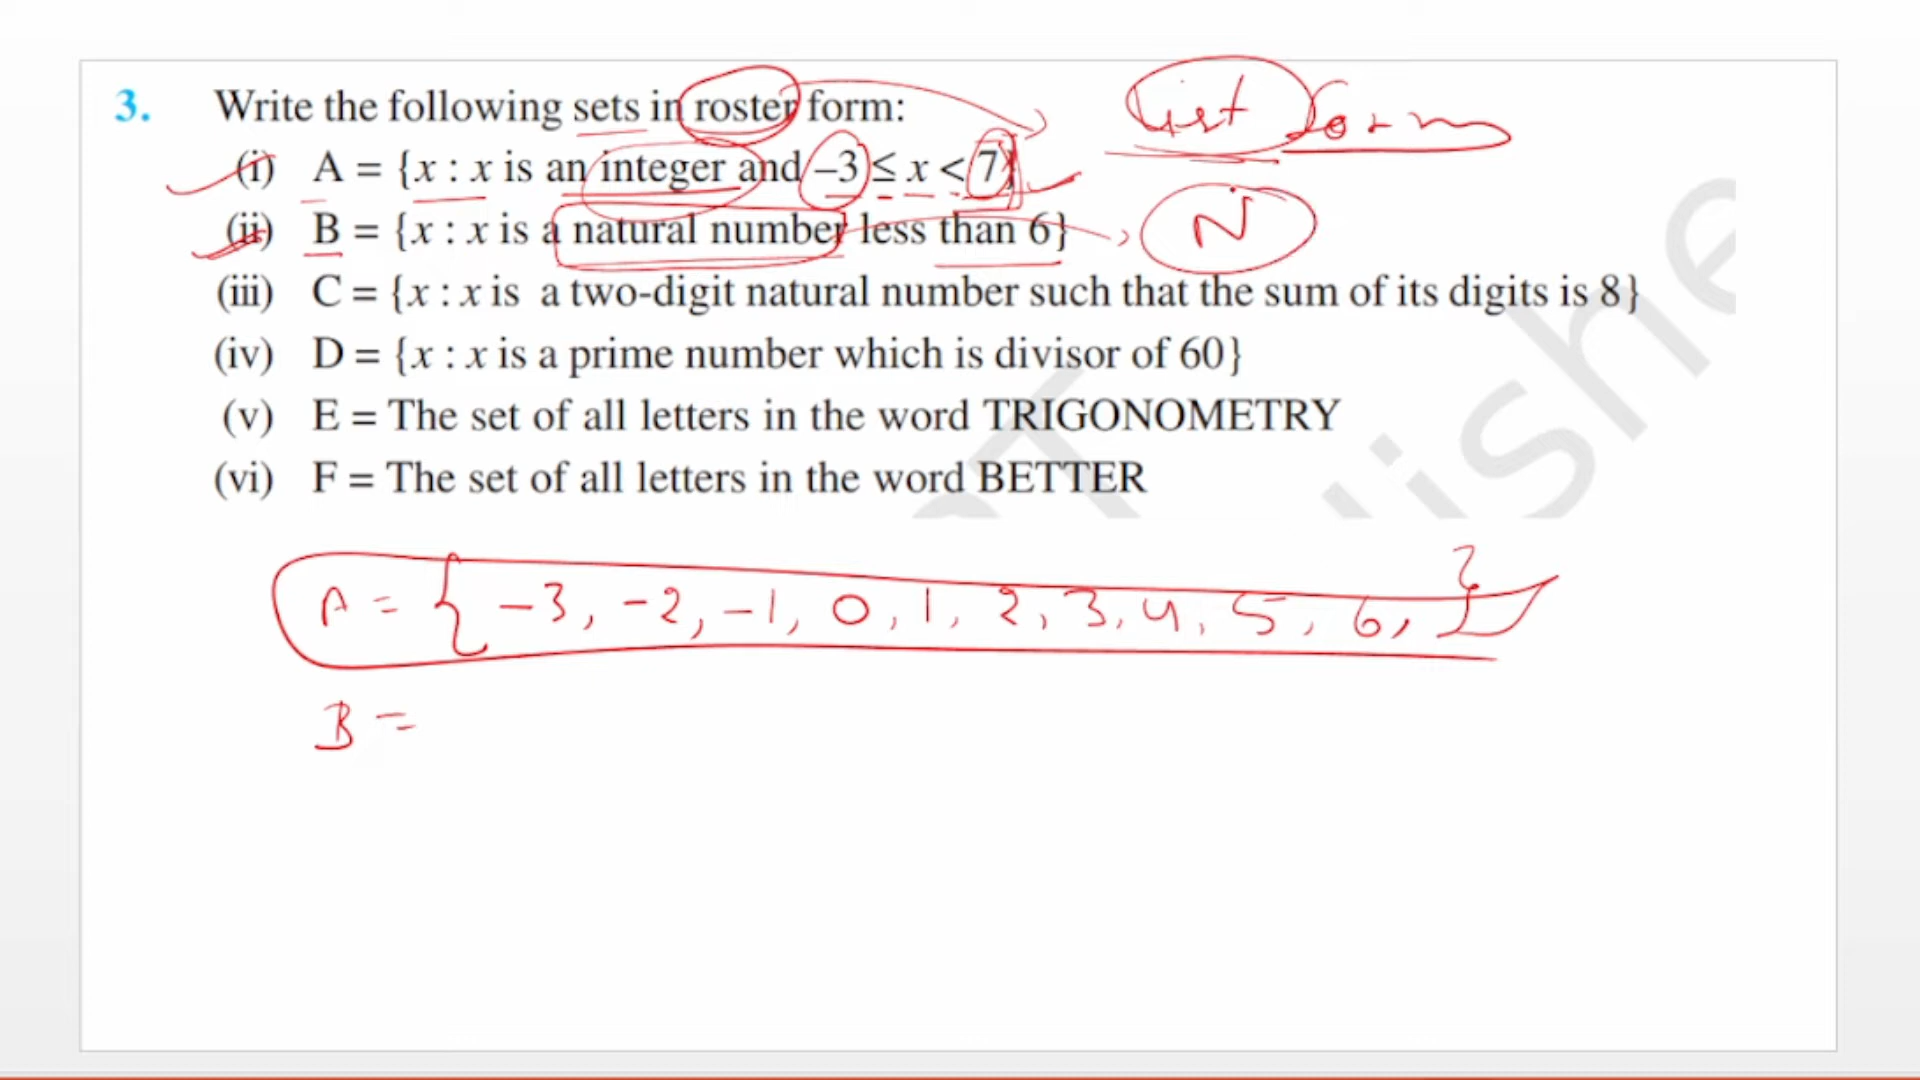 3. Write the following sets in roster form:
List form
(i) A = {x : x is an integer and –3 ≤ x < 7}
(ii) B = {x : x is a natural number less than 6}
N
(iii) C = {x : x is a two-digit natural number such that the sum of its digits is 8}
(iv) D = {x : x is a prime number which is divisor of 60}
(v) E = The set of all letters in the word TRIGONOMETRY
(vi) F = The set of all letters in the word BETTER
A = { -3, -2, -1, 0, 1, 2, 3, 4, 5, 6, }
B =